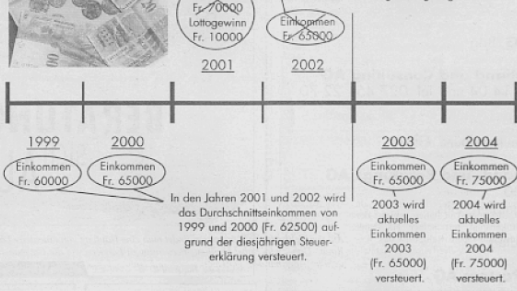 Fr. 70000
Lottogewinn
Fr. 10000
2001
Einkommen
Fr. 65000
2002
1999
Einkommen
Fr. 60000
2000
Einkommen
Fr. 65000
In den Jahren 2001 und 2002 wird
das Durchschnittseinkommen von
1999 und 2000 (Fr. 62500) auf-
grund der diesjährigen Steuer-
erklärung versteuert.
2003
Einkommen
Fr. 65000
2003 wird
aktuelles
Einkommen
2003
(Fr. 65000)
versteuert.
2004
Einkommen
Fr. 75000
2004 wird
aktuelles
Einkommen
2004
(Fr. 75000)
versteuert.